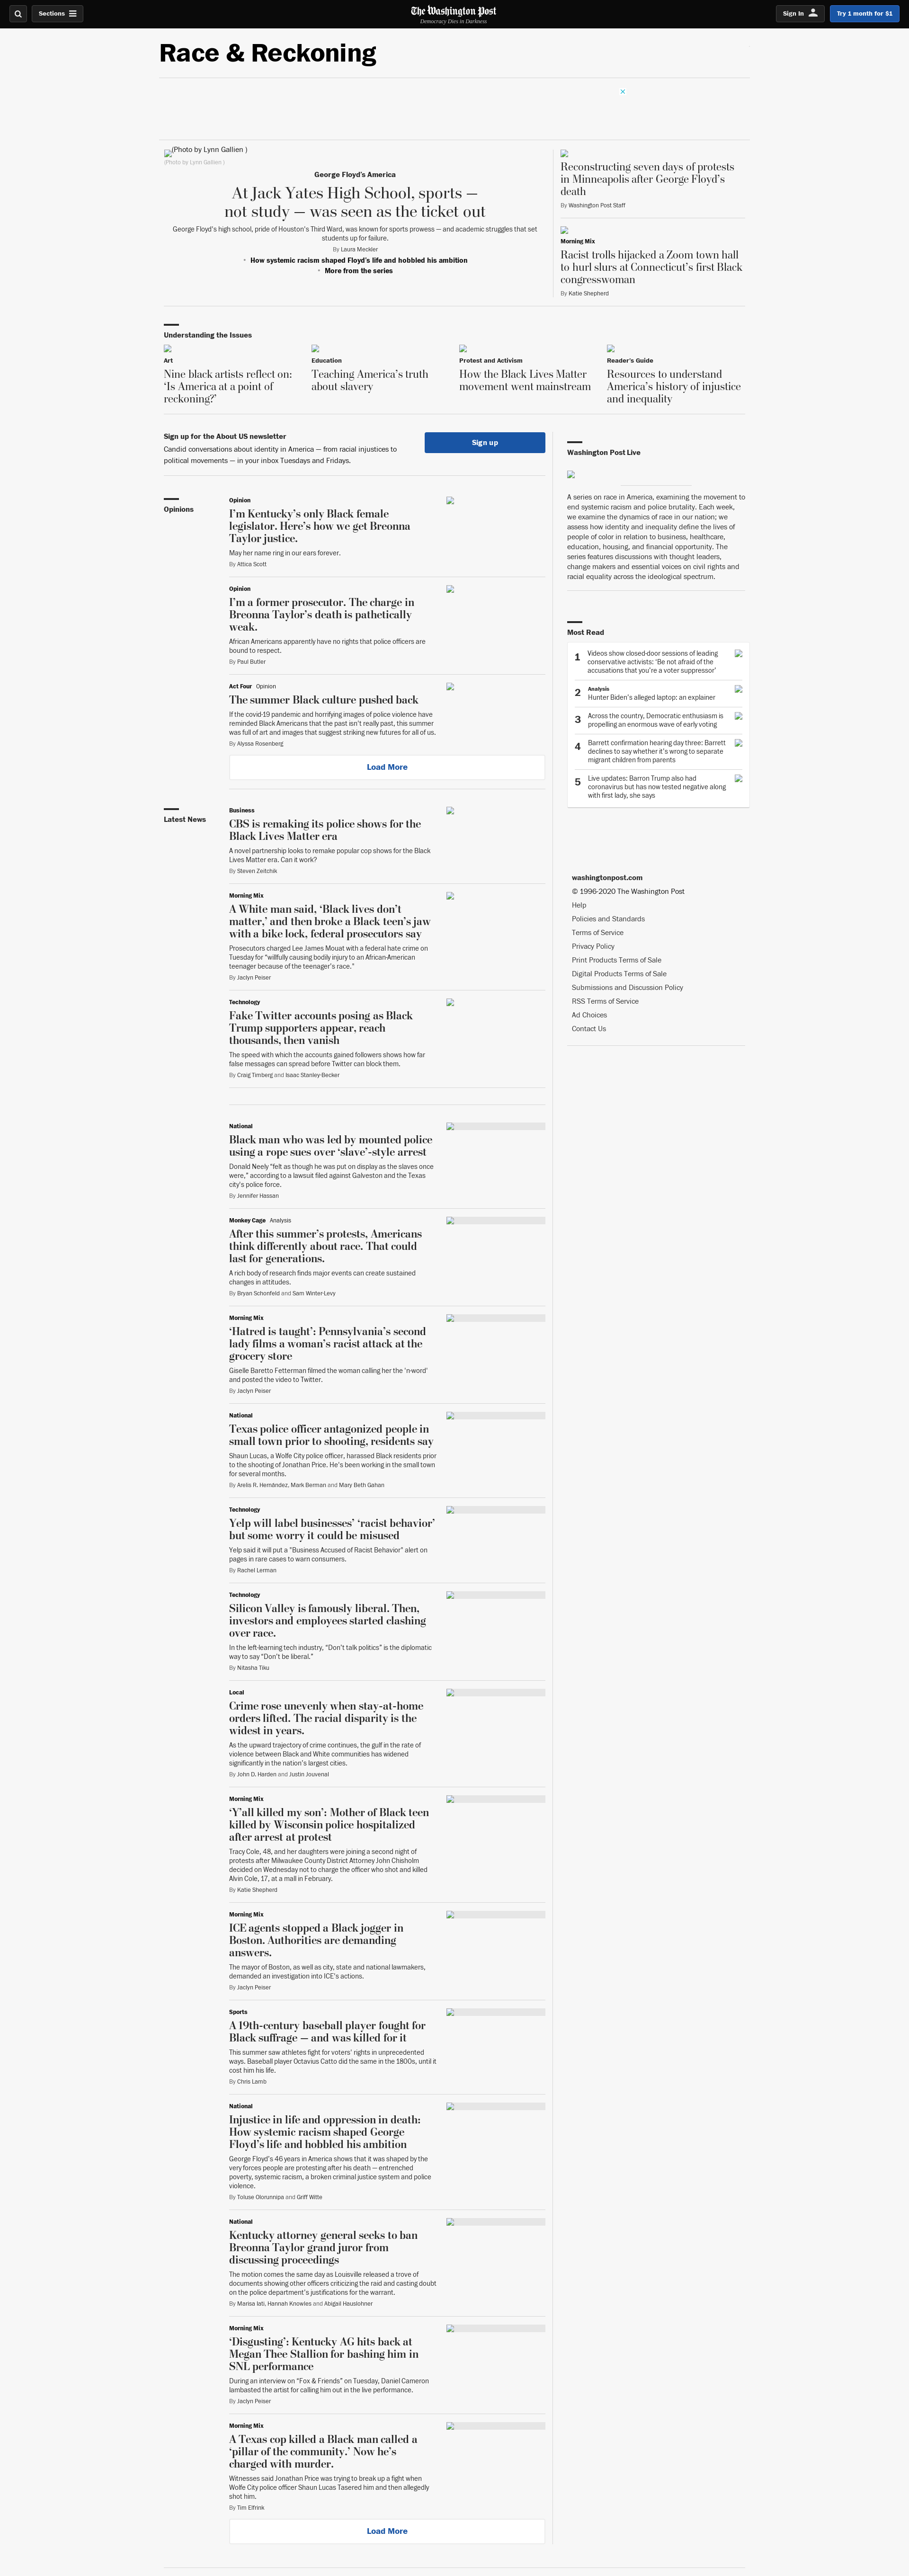 Sections
The Washington Post
Democracy Dies in Darkness
Sign In
Try 1 month for $1
Race & Reckoning
(Photo by Lynn Gallien )
(Photo by Lynn Gallien )
George Floyd's America
At Jack Yates High School, sports —
not study — was seen as the ticket out
George Floyd's high school, pride of Houston's Third Ward, was known for sports prowess — and academic struggles that set
students up for failure.
By Laura Meckler
How systemic racism shaped Floyd's life and hobbled his ambition
More from the series
Reconstructing seven days of protests
in Minneapolis after George Floyd's
death
By Washington Post Staff
Morning Mix
Racist trolls hijacked a Zoom town hall
to hurl slurs at Connecticut's first Black
congresswoman
By Katie Shepherd
Understanding the Issues
Art
Nine black artists reflect on:
'Is America at a point of
reckoning?'
Education
Teaching America's truth
about slavery
Protest and Activism
How the Black Lives Matter
movement went mainstream
Reader's Guide
Resources to understand
America's history of injustice
and inequality
Sign up for the About US newsletter
Candid conversations about identity in America — from racial injustices to
political movements — in your inbox Tuesdays and Fridays.
Sign up
Opinions
Opinion
I'm Kentucky's only Black female
legislator. Here's how we get Breonna
Taylor justice.
May her name ring in our ears forever.
By Attica Scott
Opinion
I'm a former prosecutor. The charge in
Breonna Taylor's death is pathetically
weak.
African Americans apparently have no rights that police officers are
bound to respect.
By Paul Butler
Act Four Opinion
The summer Black culture pushed back
If the covid-19 pandemic and horrifying images of police violence have
reminded Black Americans that the past isn't really past, this summer
was full of art and images that suggest striking new futures for all of us.
By Alyssa Rosenberg
Load More
Latest News
Business
CBS is remaking its police shows for the
Black Lives Matter era
A novel partnership looks to remake popular cop shows for the Black
Lives Matter era. Can it work?
By Steven Zeitchik
Morning Mix
A White man said, 'Black lives don't
matter,' and then broke a Black teen's jaw
with a bike lock, federal prosecutors say
Prosecutors charged Lee James Mouat with a federal hate crime on
Tuesday for "willfully causing bodily injury to an African-American
teenager because of the teenager's race."
By Jaclyn Peiser
Technology
Fake Twitter accounts posing as Black
Trump supporters appear, reach
thousands, then vanish
The speed with which the accounts gained followers shows how far
false messages can spread before Twitter can block them.
By Craig Timberg and Isaac Stanley-Becker
National
Black man who was led by mounted police
using a rope sues over 'slave'-style arrest
Donald Neely "felt as though he was put on display as the slaves once
were," according to a lawsuit filed against Galveston and the Texas
city's police force.
By Jennifer Hassan
Monkey Cage Analysis
After this summer's protests, Americans
think differently about race. That could
last for generations.
A rich body of research finds major events can create sustained
changes in attitudes.
By Bryan Schonfeld and Sam Winter-Levy
Morning Mix
'Hatred is taught': Pennsylvania's second
lady films a woman's racist attack at the
grocery store
Giselle Baretto Fetterman filmed the woman calling her the 'n-word'
and posted the video to Twitter.
By Jaclyn Peiser
National
Texas police officer antagonized people in
small town prior to shooting, residents say
Shaun Lucas, a Wolfe City police officer, harassed Black residents prior
to the shooting of Jonathan Price. He's been working in the small town
for several months.
By Arelis R. Hernández, Mark Berman and Mary Beth Gahan
Technology
Yelp will label businesses' 'racist behavior'
but some worry it could be misused
Yelp said it will put a "Business Accused of Racist Behavior" alert on
pages in rare cases to warn consumers.
By Rachel Lerman
Technology
Silicon Valley is famously liberal. Then,
investors and employees started clashing
over race.
In the left-learning tech industry, "Don't talk politics" is the diplomatic
way to say "Don't be liberal."
By Nitasha Tiku
Local
Crime rose unevenly when stay-at-home
orders lifted. The racial disparity is the
widest in years.
As the upward trajectory of crime continues, the gulf in the rate of
violence between Black and White communities has widened
significantly in the nation's largest cities.
By John D. Harden and Justin Jouvenal
Morning Mix
'Y'all killed my son': Mother of Black teen
killed by Wisconsin police hospitalized
after arrest at protest
Tracy Cole, 48, and her daughters were joining a second night of
protests after Milwaukee County District Attorney John Chisholm
decided on Wednesday not to charge the officer who shot and killed
Alvin Cole, 17, at a mall in February.
By Katie Shepherd
Morning Mix
ICE agents stopped a Black jogger in
Boston. Authorities are demanding
answers.
The mayor of Boston, as well as city, state and national lawmakers,
demanded an investigation into ICE's actions.
By Jaclyn Peiser
Sports
A 19th-century baseball player fought for
Black suffrage — and was killed for it
This summer saw athletes fight for voters' rights in unprecedented
ways. Baseball player Octavius Catto did the same in the 1800s, until it
cost him his life.
By Chris Lamb
National
Injustice in life and oppression in death:
How systemic racism shaped George
Floyd's life and hobbled his ambition
George Floyd's 46 years in America shows that it was shaped by the
very forces people are protesting after his death — entrenched
poverty, systemic racism, a broken criminal justice system and police
violence.
By Toluse Olorunnipa and Griff Witte
National
Kentucky attorney general seeks to ban
Breonna Taylor grand juror from
discussing proceedings
The motion comes the same day as Louisville released a trove of
documents showing other officers criticizing the raid and casting doubt
on the police department's justifications for the warrant.
By Marisa Iati, Hannah Knowles and Abigail Hauslohner
Morning Mix
'Disgusting': Kentucky AG hits back at
Megan Thee Stallion for bashing him in
SNL performance
During an interview on "Fox & Friends" on Tuesday, Daniel Cameron
lambasted the artist for calling him out in the live performance.
By Jaclyn Peiser
Morning Mix
A Texas cop killed a Black man called a
'pillar of the community.' Now he's
charged with murder.
Witnesses said Jonathan Price was trying to break up a fight when
Wolfe City police officer Shaun Lucas Tasered him and then allegedly
shot him.
By Tim Elfrink
Load More
Washington Post Live
A series on race in America, examining the movement to
end systemic racism and police brutality. Each week,
we examine the dynamics of race in our nation; we
assess how identity and inequality define the lives of
people of color in relation to business, healthcare,
education, housing, and financial opportunity. The
series features discussions with thought leaders,
change makers and essential voices on civil rights and
racial equality across the ideological spectrum.
Most Read
1 Videos show closed-door sessions of leading
conservative activists: 'Be not afraid of the
accusations that you're a voter suppressor'
2 Analysis
Hunter Biden's alleged laptop: an explainer
3 Across the country, Democratic enthusiasm is
propelling an enormous wave of early voting
4 Barrett confirmation hearing day three: Barrett
declines to say whether it's wrong to separate
migrant children from parents
5 Live updates: Barron Trump also had
coronavirus but has now tested negative along
with first lady, she says
washingtonpost.com
© 1996-2020 The Washington Post
Help
Policies and Standards
Terms of Service
Privacy Policy
Print Products Terms of Sale
Digital Products Terms of Sale
Submissions and Discussion Policy
RSS Terms of Service
Ad Choices
Contact Us